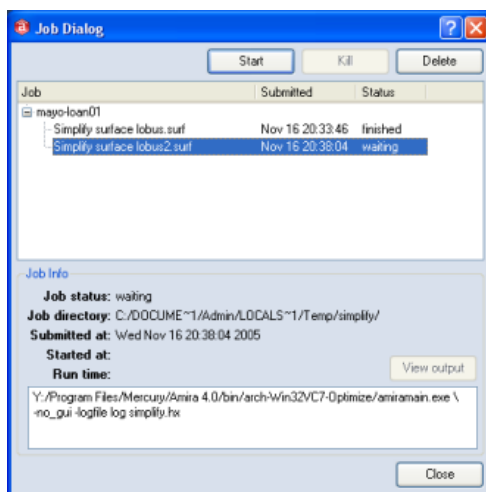 Job Dialog
Start Kill Delete
Job Submitted Status
mayo-loan01
Simplify surface lobus.surf Nov 16 20:33:46 finished
Simplify surface lobus2.surf Nov 16 20:38:04 waiting
Job Info
Job status: waiting
Job directory: C:/DOCUME~1/Admin/LOCALS~1/Temp/simplify/
Submitted at: Wed Nov 16 20:38:04 2005
Started at:
Run time:
View output
Y:/Program Files/Mercury/Amira 4.0/bin/arch-Win32VC7-Optimize/amiramain.exe \
-no_gui -logfile log simplify.hx
Close